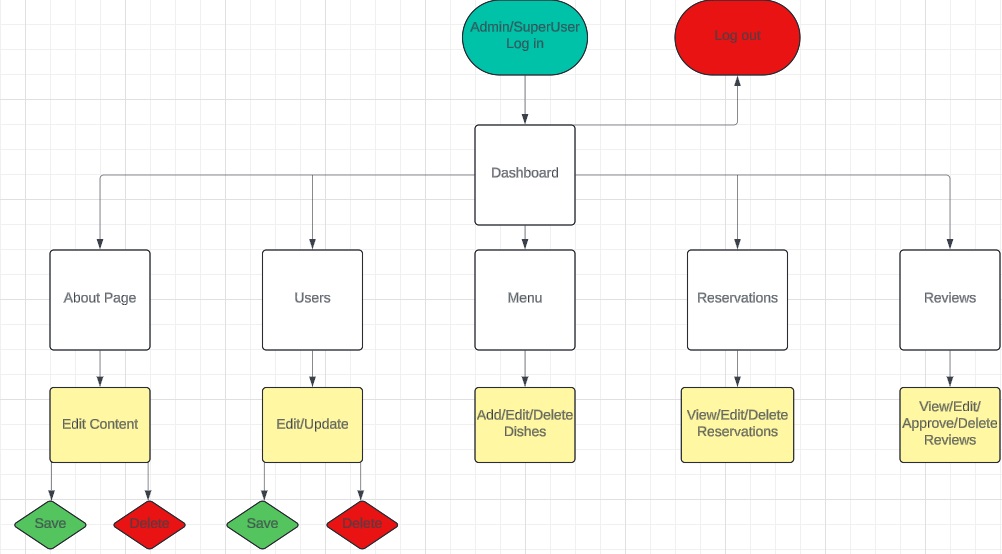 Admin/SuperUser
Log in
Log out
Dashboard
About Page
Users
Menu
Reservations
Reviews
Edit Content
Edit/Update
Add/Edit/Delete
Dishes
View/Edit/Delete
Reservations
View/Edit/
Approve/Delete
Reviews
Save
Delete
Save
Delete